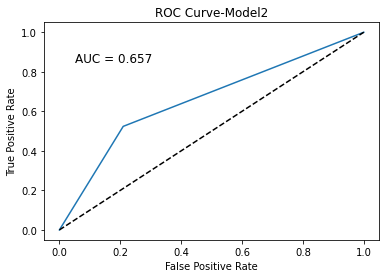 ROC Curve-Model2
1.0
0.8
0.6
0.4
0.2
0.0
True Positive Rate
AUC = 0.657
0.0 0.2 0.4 0.6 0.8 1.0
False Positive Rate